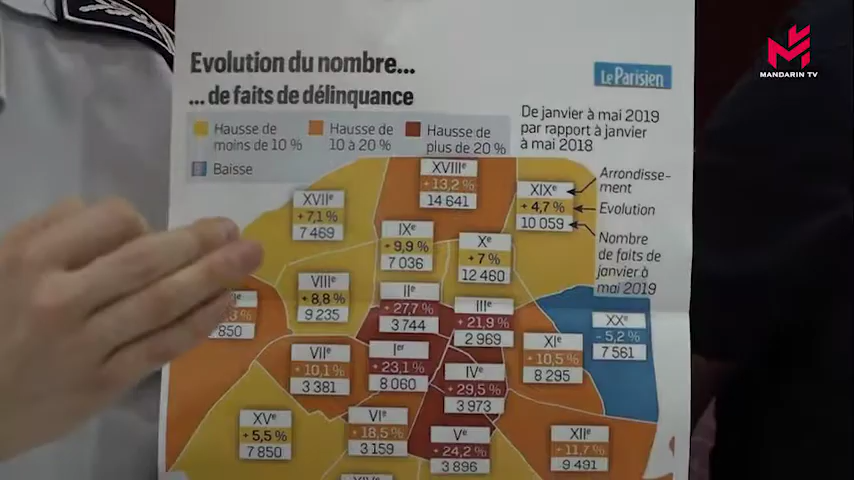 Evolution du nombre...
... de faits de délinquance
Le Parisien
MANDARIN TV
De janvier à mai 2019
par rapport à janvier
à mai 2018
Hausse de
moins de 10 %
Hausse de
10 à 20 %
Hausse de
plus de 20 %
Baisse
XVIIIe
+ 13,2 %
14 641
XVIIe
+ 7,1 %
7 469
XIXe
+ 4,7 %
10 059
Arrondisse-
ment
Evolution
Nombre
de faits de
janvier à
mai 2019
IXe
+ 9,9 %
7 036
Xe
+ 7 %
12 460
VIIIe
+ 8,8 %
9 235
IIe
+ 27,7 %
3 744
IIIe
+ 21,9 %
2 969
XXe
- 5,2 %
7 561
850
VIIe
+ 10,1 %
3 381
Ier
+ 23,1 %
8 060
XIe
+ 10,5 %
8 295
IVe
+ 29,5 %
3 973
XVe
+ 5,5 %
7 850
VIe
+ 18,5 %
3 159
Ve
+ 24,2 %
3 896
XIIe
+ 11,7 %
9 491